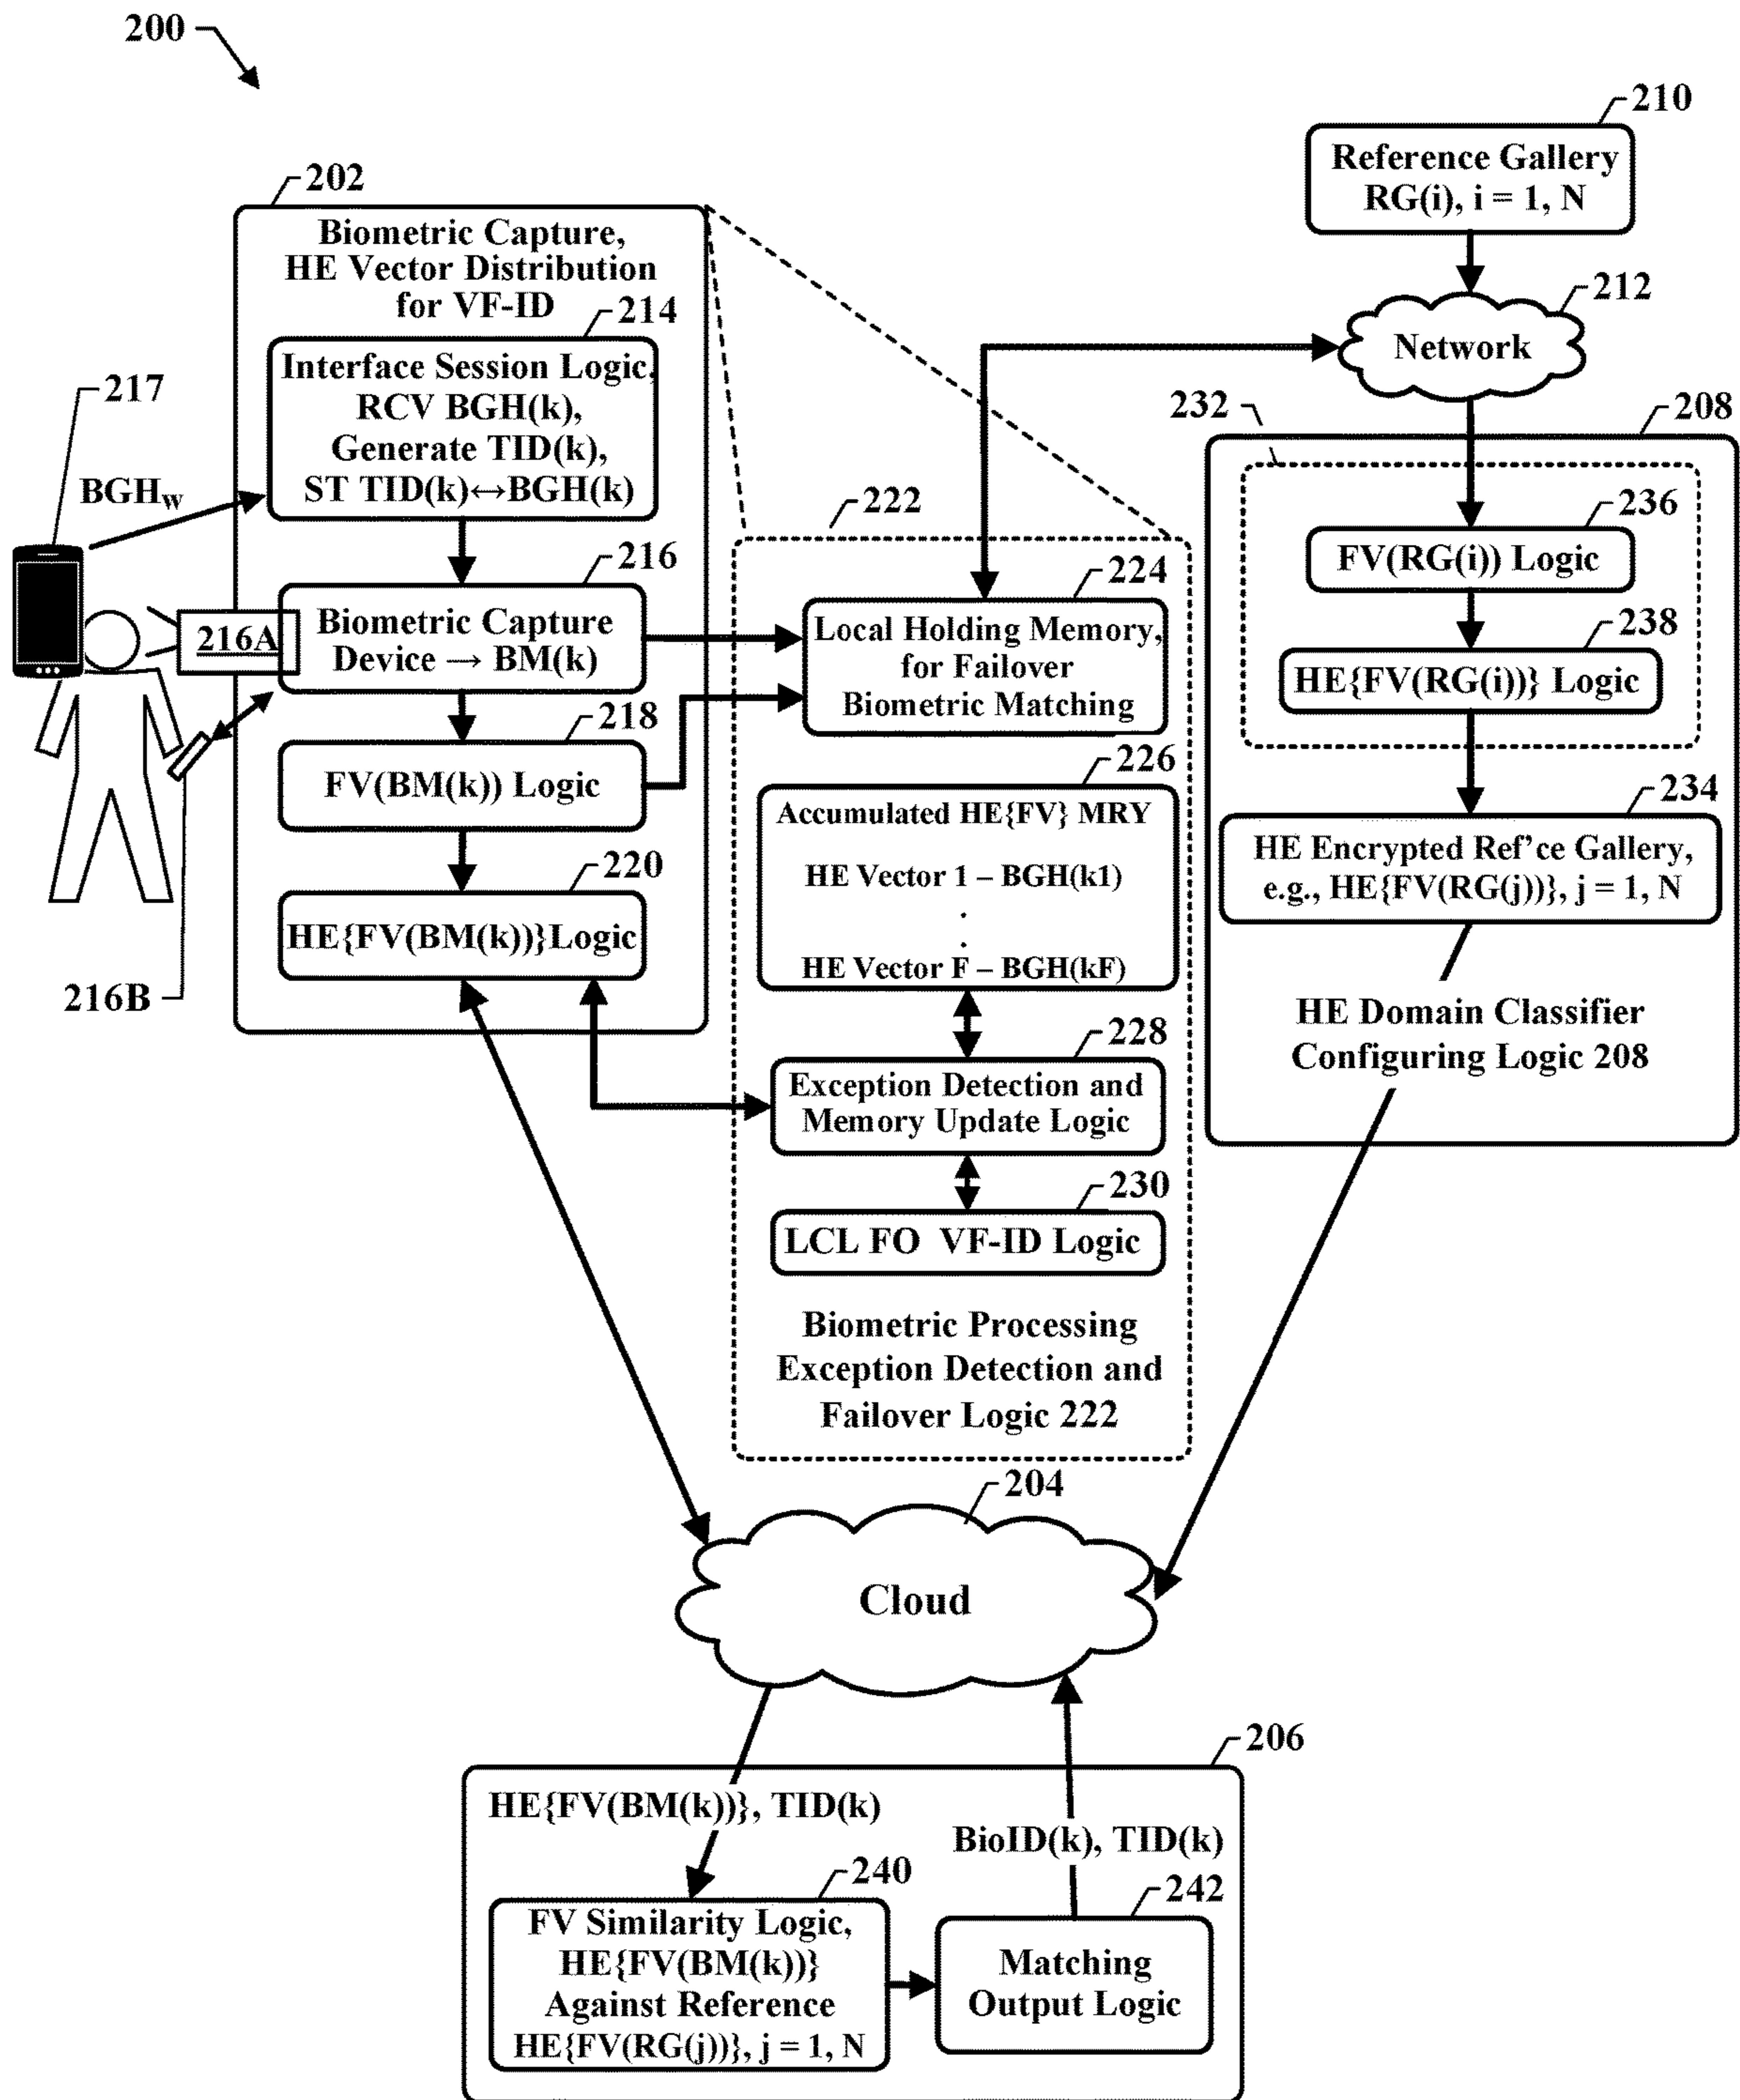 200
210
Reference Gallery
RG(i), i = 1, N
202
Biometric Capture,
HE Vector Distribution
for VF-ID
212
Network
214
Interface Session Logic,
RCV BGH(k),
Generate TID(k),
ST TID(k)↔BGH(k)
217
BGHw
232
208
222
236
FV(RG(i)) Logic
216
216A
Biometric Capture
Device → BM(k)
224
Local Holding Memory,
for Failover
Biometric Matching
238
HE{FV(RG(i))} Logic
218
FV(BM(k)) Logic
226
Accumulated HE{FV} MRY
HE Vector 1 – BGH(k1)
.
.
HE Vector F – BGH(kF)
234
HE Encrypted Ref'ce Gallery,
e.g., HE{FV(RG(j))}, j = 1, N
220
HE{FV(BM(k))}Logic
216B
HE Domain Classifier
Configuring Logic 208
228
Exception Detection and
Memory Update Logic
230
LCL FO VF-ID Logic
Biometric Processing
Exception Detection and
Failover Logic 222
204
Cloud
206
HE{FV(BM(k))}, TID(k)
BioID(k), TID(k)
240
FV Similarity Logic,
HE{FV(BM(k))}
Against Reference
HE{FV(RG(j))}, j = 1, N
242
Matching
Output Logic